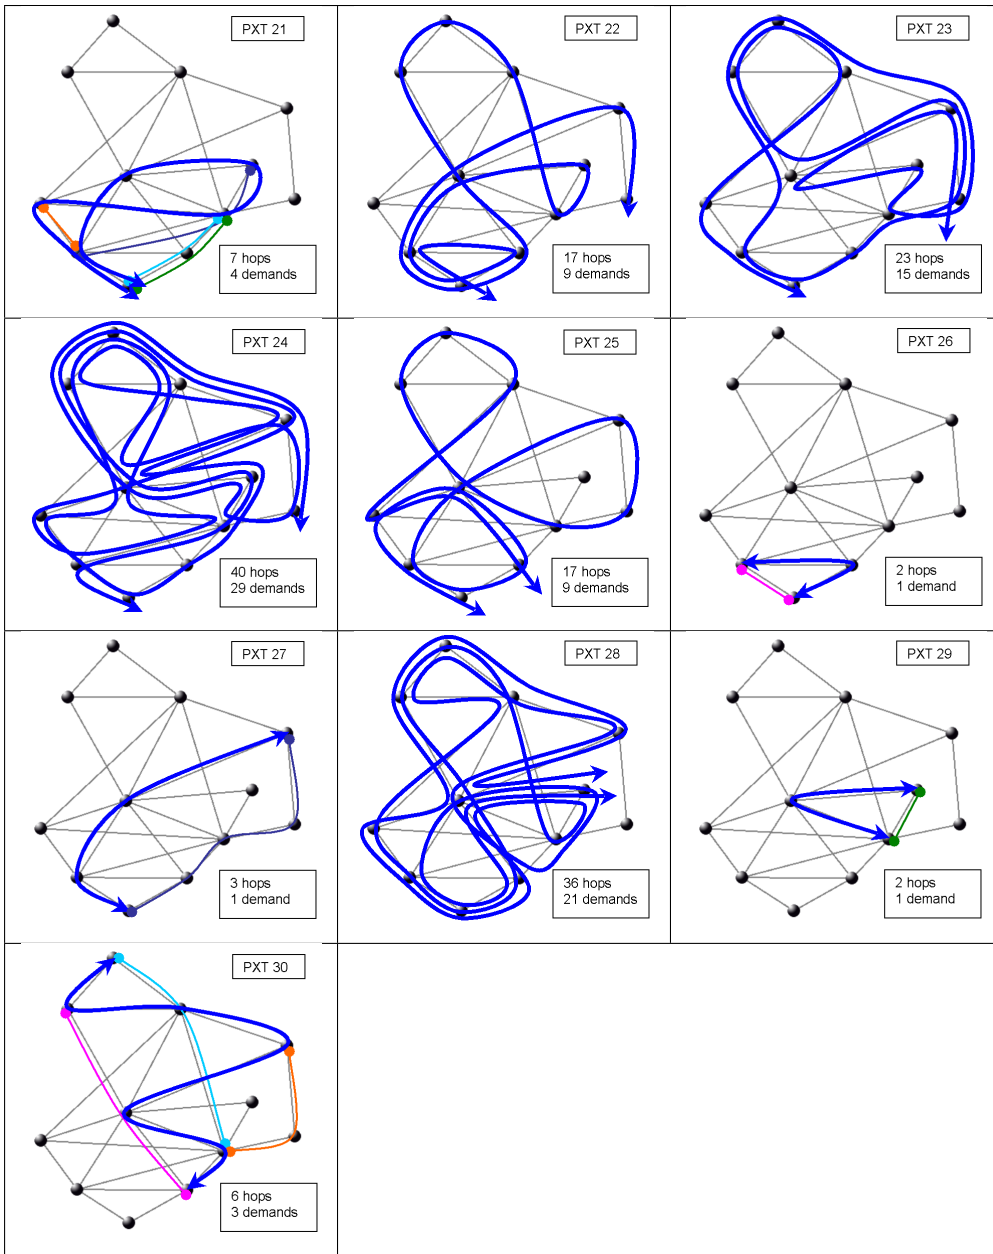 PXT 21
7 hops
4 demands
PXT 22
17 hops
9 demands
PXT 23
23 hops
15 demands
PXT 24
40 hops
29 demands
PXT 25
17 hops
9 demands
PXT 26
2 hops
1 demand
PXT 27
3 hops
1 demand
PXT 28
36 hops
21 demands
PXT 29
2 hops
1 demand
PXT 30
6 hops
3 demands